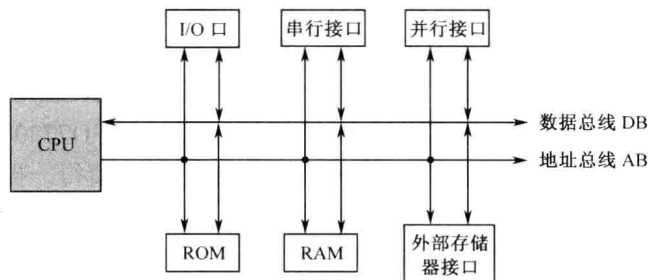 I/O 口
串行接口
并行接口
数据总线 DB
CPU
地址总线 AB
ROM
RAM
外部存储
器接口